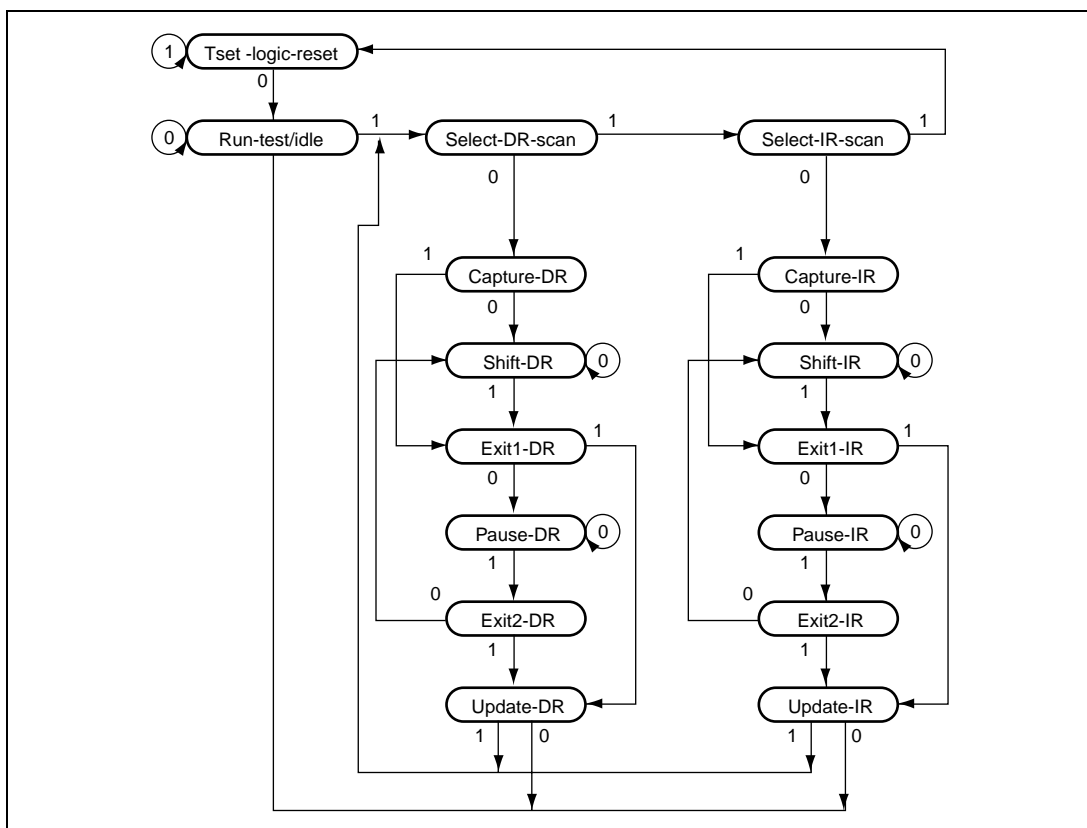 1
Tset -logic-reset
0
0
Run-test/idle
1
Select-DR-scan
1
Select-IR-scan
1
0
0
1
Capture-DR
1
Capture-IR
0
0
Shift-DR
0
Shift-IR
0
1
1
Exit1-DR
1
Exit1-IR
1
0
0
Pause-DR
0
Pause-IR
0
1
1
0
Exit2-DR
0
Exit2-IR
1
1
Update-DR
Update-IR
1
0
1
0